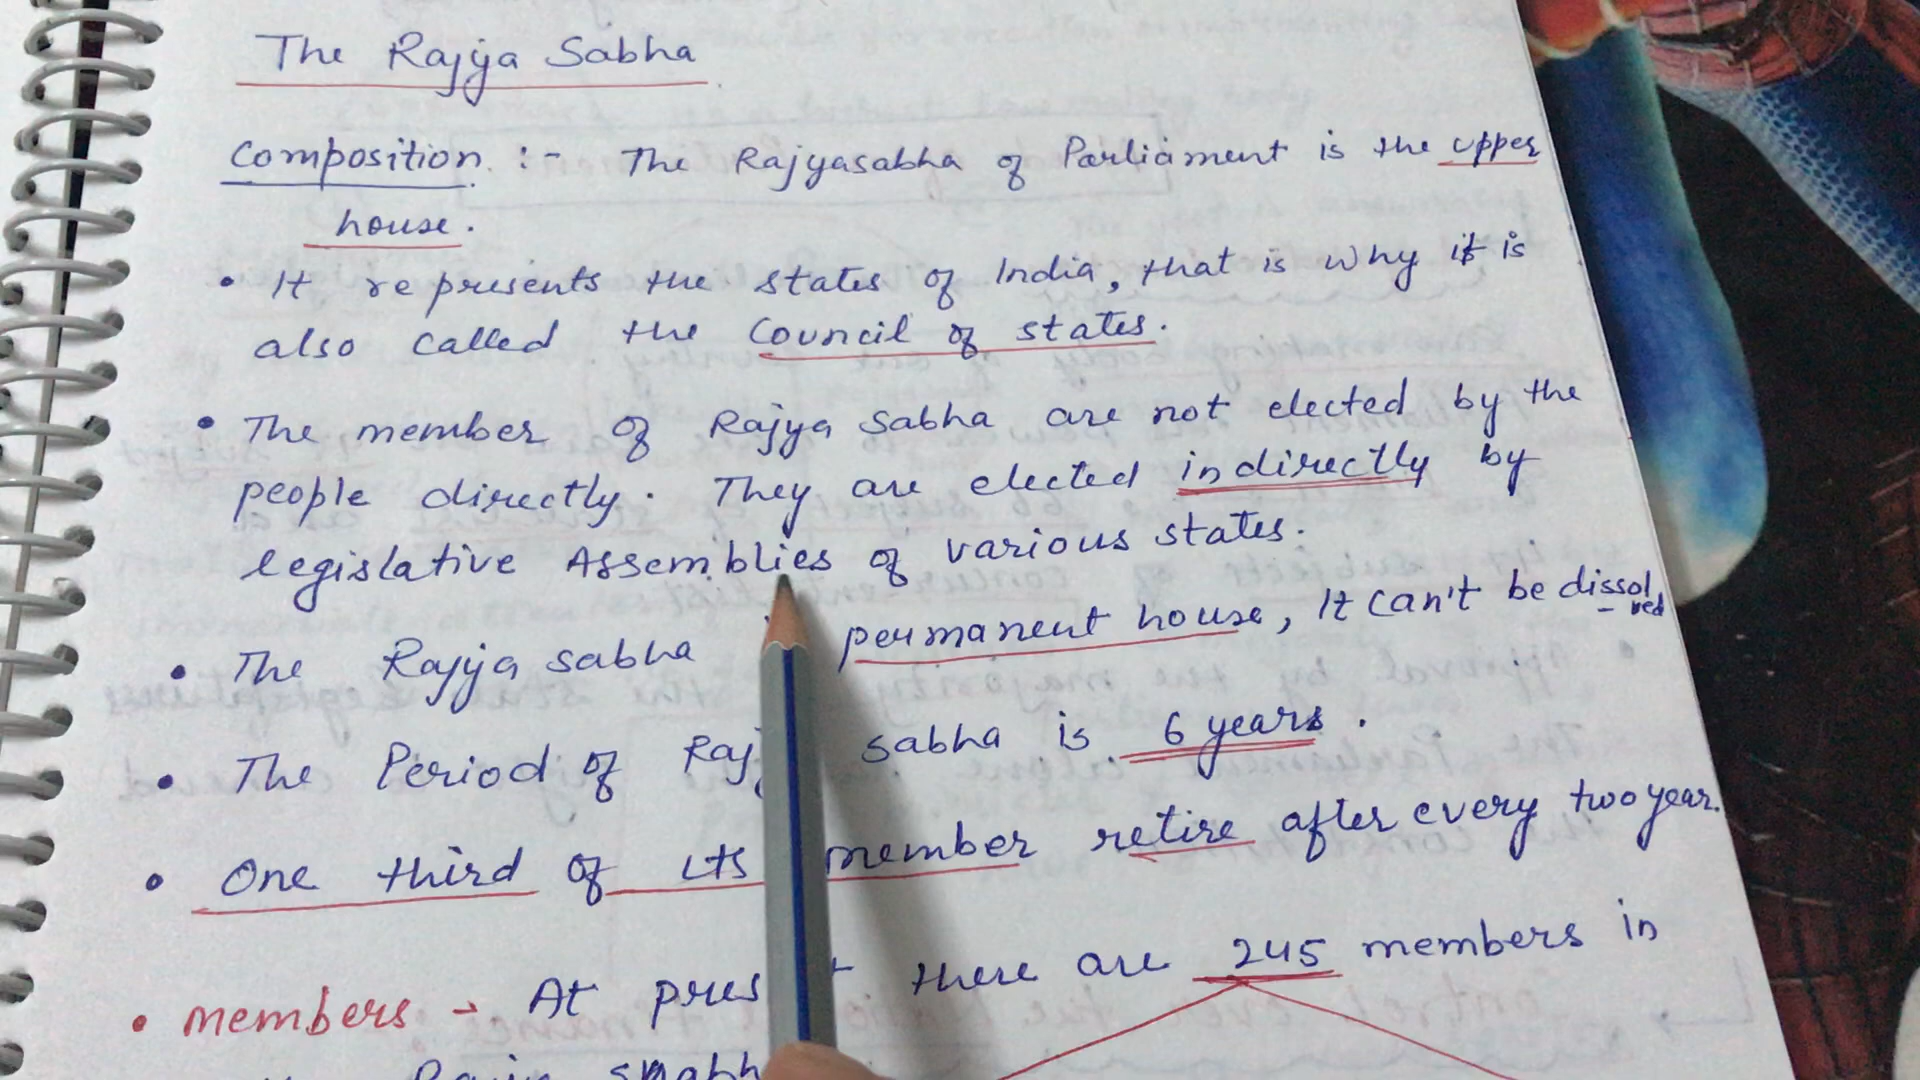 The Rajya Sabha
Composition :- The Rajyasabha of Parliament is the upper
house.
• It represents the states of India, that is why it is
also called the Council of states.
• The member of Rajya Sabha are not elected by the
people directly. They are elected indirectly by
legislative Assemblies of various states.
• The Rajya sabha permanent house, It can't be dissol
- ved
• The Period of Raj sabha is 6 years.
• One third of its member retire after every two year.
• members - At pres t there are 245 members in